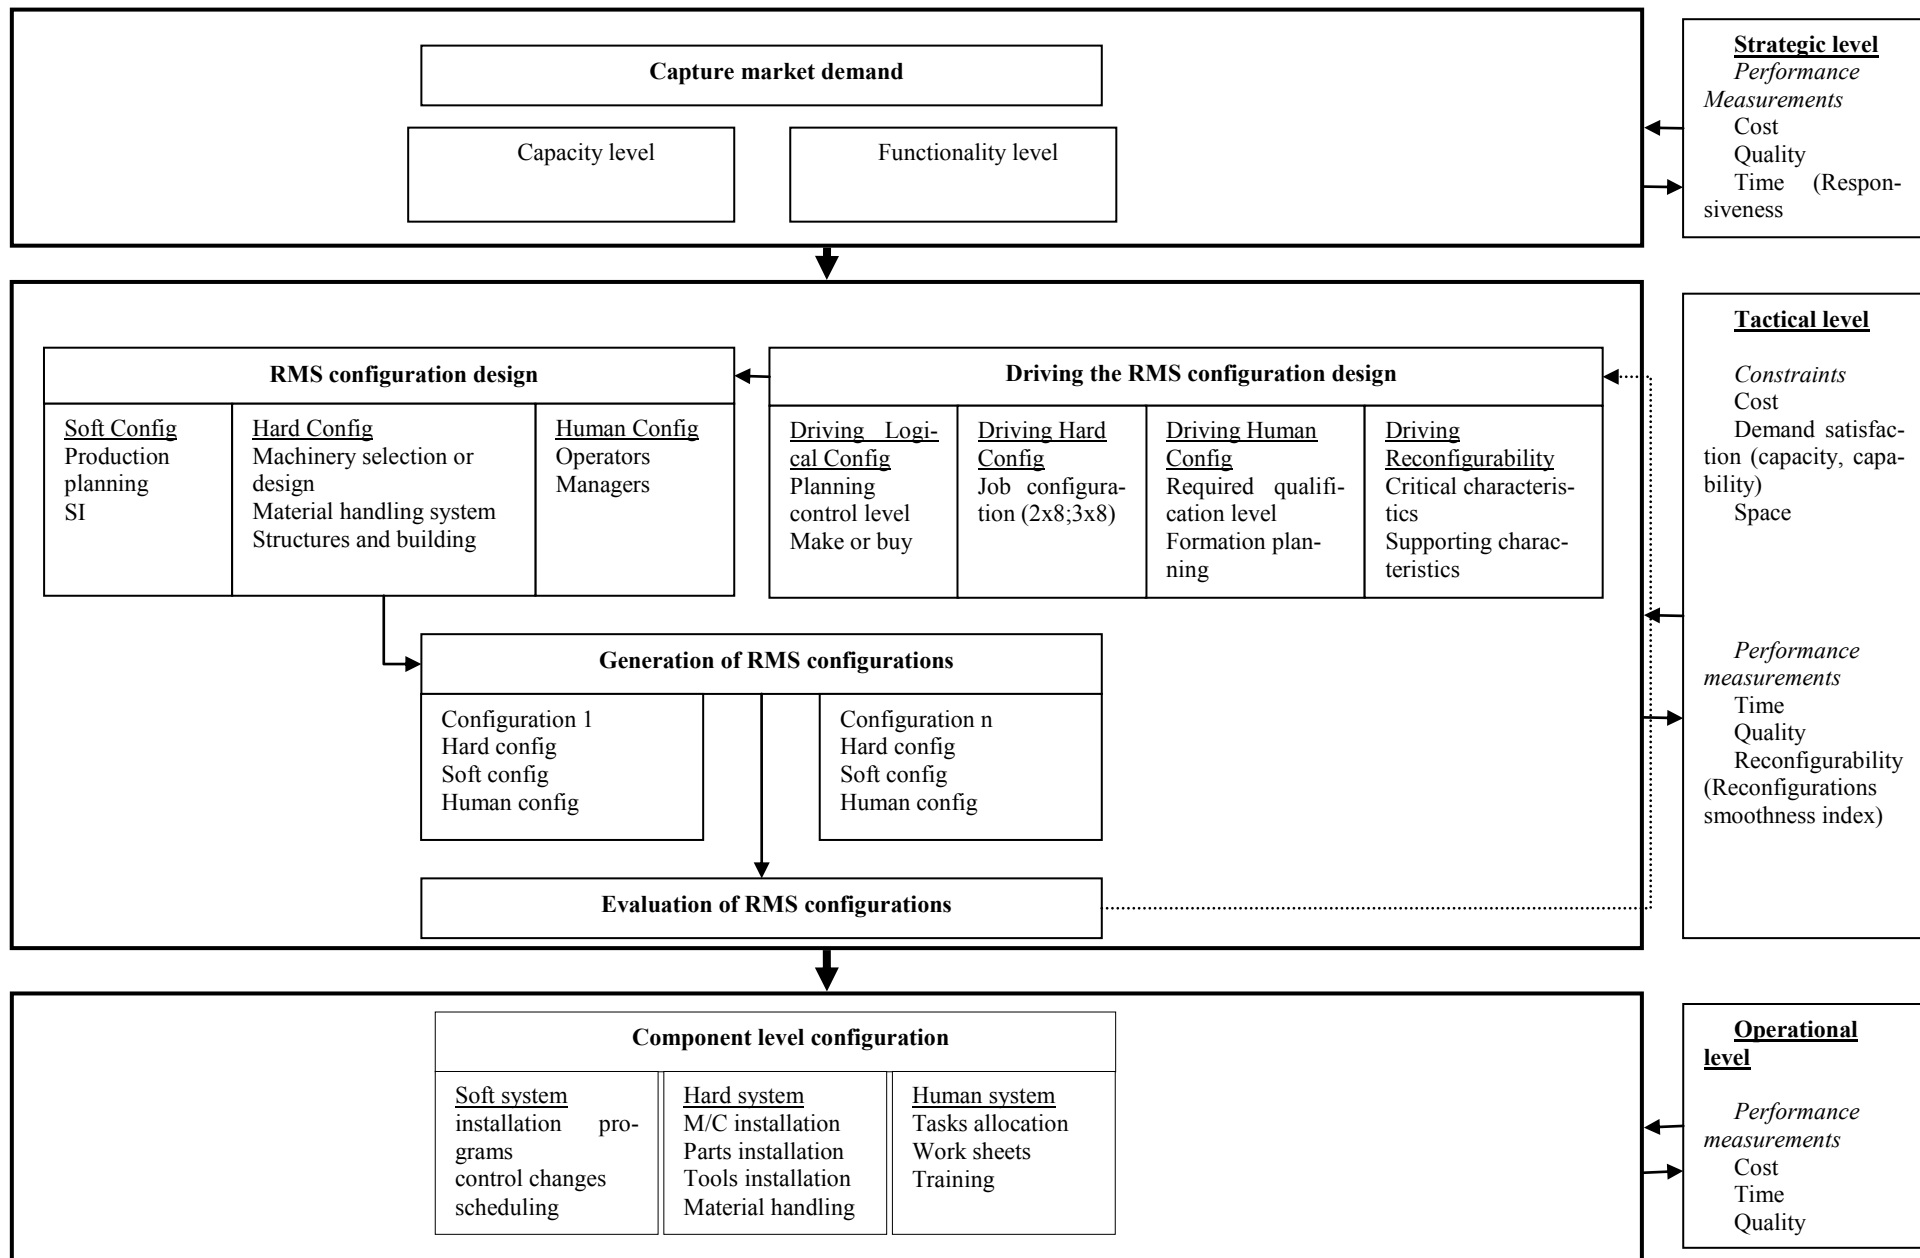 Capture market demand
Capacity level
Functionality level
Strategic level
Performance
Measurements
Cost
Quality
Time (Respon-
siveness
RMS configuration design
Soft Config
Production
planning
SI
Hard Config
Machinery selection or
design
Material handling system
Structures and building
Human Config
Operators
Managers
Driving the RMS configuration design
Driving Logi-
cal Config
Planning
control level
Make or buy
Driving Hard
Config
Job configura-
tion (2x8;3x8)
Driving Human
Config
Required qualifi-
cation level
Formation plan-
ning
Driving
Reconfigurability
Critical characteris-
tics
Supporting charac-
teristics
Generation of RMS configurations
Configuration 1
Hard config
Soft config
Human config
Configuration n
Hard config
Soft config
Human config
Evaluation of RMS configurations
Tactical level
Constraints
Cost
Demand satisfac-
tion (capacity, capa-
bility)
Space
Performance
measurements
Time
Quality
Reconfigurability
(Reconfigurations
smoothness index)
Component level configuration
Soft system
installation pro-
grams
control changes
scheduling
Hard system
M/C installation
Parts installation
Tools installation
Material handling
Human system
Tasks allocation
Work sheets
Training
Operational
level
Performance
measurements
Cost
Time
Quality